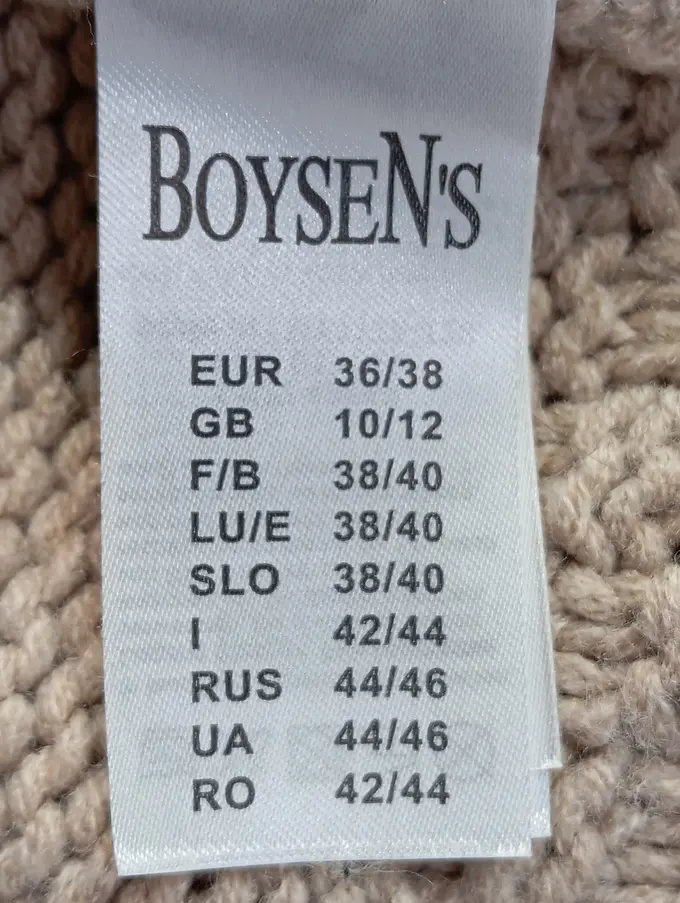 BOYSEN'S
EUR 36/38
GB 10/12
F/B 38/40
LU/E 38/40
SLO 38/40
I 42/44
RUS 44/46
UA 44/46
RO 42/44